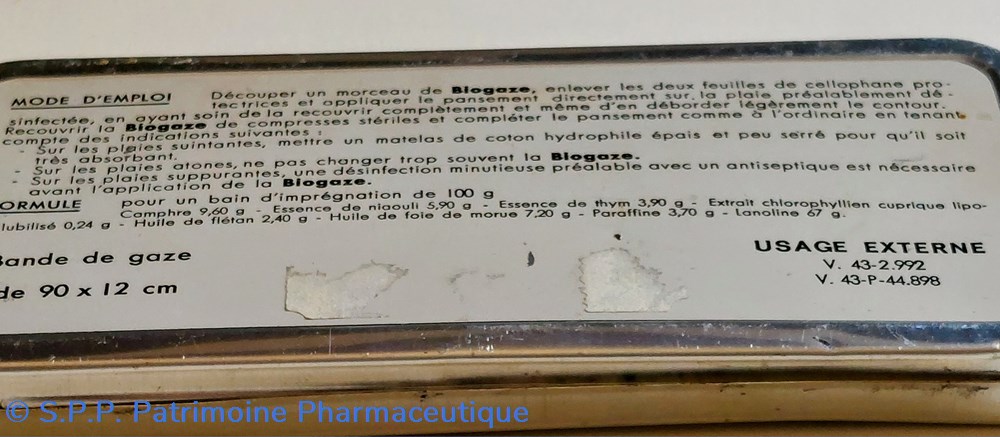 MODE D'EMPLOI Découper un morceau de Biogaze, enlever les deux feuilles de cellophane pro-
tectrices et appliquer le pansement directement sur la plaie préalablement dé-
sinfectée, en ayant soin de la recouvrir complètement et même d'en déborder légèrement le contour.
Recouvrir la Biogaze de compresses stériles et compléter le pansement comme à l'ordinaire en tenant
compte des indications suivantes :
- Sur les plaies suintantes, mettre un matelas de coton hydrophile épais et peu serré pour qu'il soit
très absorbant.
- Sur les plaies atones, ne pas changer trop souvent la Biogaze.
- Sur les plaies suppurantes, une désinfection minutieuse préalable avec un antiseptique est nécessaire
avant l'application de la Biogaze.
ORMULE pour un bain d'imprégnation de 100 g
Camphre 9,60 g - Essence de niaouli 5,90 g - Essence de thym 3,90 g - Extrait chlorophyllien cuprique lipo-
lubilisé 0,24 g - Huile de flétan 2,40 g - Huile de foie de morue 7,20 g - Paraffine 3,70 g - Lanoline 67 g.
Bande de gaze
de 90 x 12 cm
USAGE EXTERNE
V. 43-2.992
V. 43-P-44.898
© S.P.P. Patrimoine Pharmaceutique